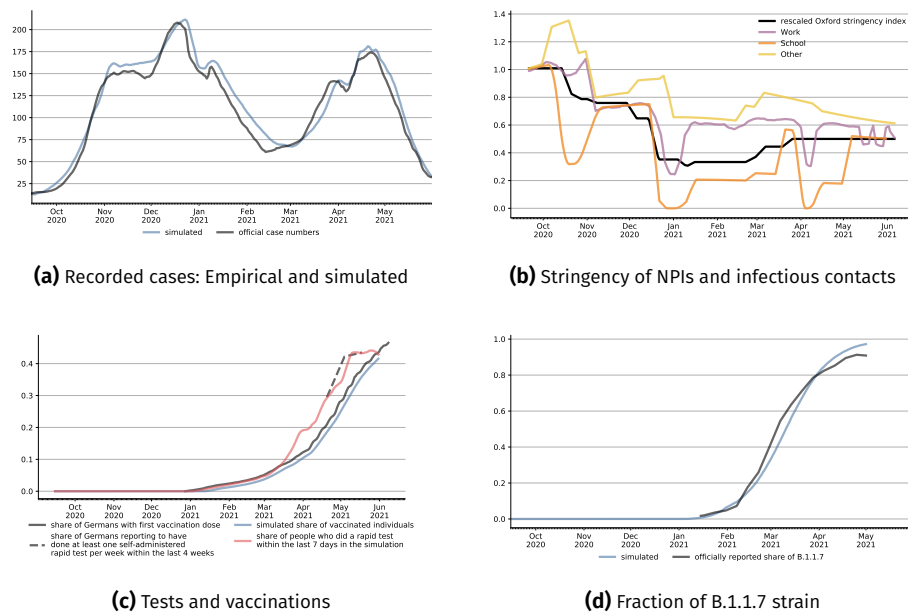 200
175
150
125
100
75
50
25
Oct
2020
Nov
2020
Dec
2020
Jan
2021
Feb
2021
Mar
2021
Apr
2021
May
2021
simulated
official case numbers
(a) Recorded cases: Empirical and simulated
1.4
1.2
1.0
0.8
0.6
0.4
0.2
0.0
rescaled Oxford stringency index
Work
School
Other
Oct
2020
Nov
2020
Dec
2020
Jan
2021
Feb
2021
Mar
2021
Apr
2021
May
2021
Jun
2021
(b) Stringency of NPIs and infectious contacts
0.4
0.3
0.2
0.1
0.0
Oct
2020
Nov
2020
Dec
2020
Jan
2021
Feb
2021
Mar
2021
Apr
2021
May
2021
Jun
2021
share of Germans with first vaccination dose
share of Germans reporting to have
done at least one self-administered
rapid test per week within the last 4 weeks
simulated share of vaccinated individuals
share of people who did a rapid test
within the last 7 days in the simulation
(c) Tests and vaccinations
1.0
0.8
0.6
0.4
0.2
0.0
Oct
2020
Nov
2020
Dec
2020
Jan
2021
Feb
2021
Mar
2021
Apr
2021
May
2021
simulated
officially reported share of B.1.1.7
(d) Fraction of B.1.1.7 strain